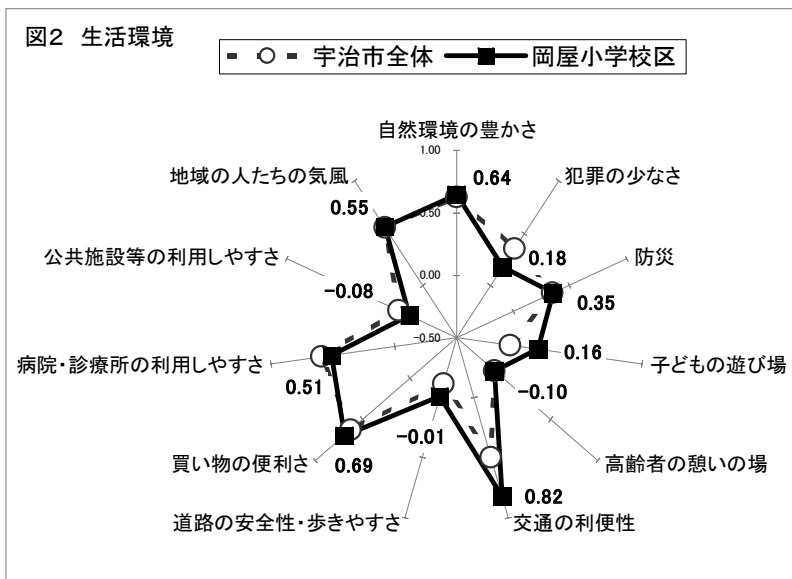 図2 生活環境
宇治市全体 岡屋小学校区
自然環境の豊かさ
犯罪の少なさ
防災
子どもの遊び場
高齢者の憩いの場
交通の利便性
道路の安全性・歩きやすさ
買い物の便利さ
病院・診療所の利用しやすさ
公共施設等の利用しやすさ
地域の人たちの気風
1.00
0.50
0.00
-0.50
0.64
0.18
0.35
0.16
-0.10
0.82
-0.01
0.69
0.51
-0.08
0.55